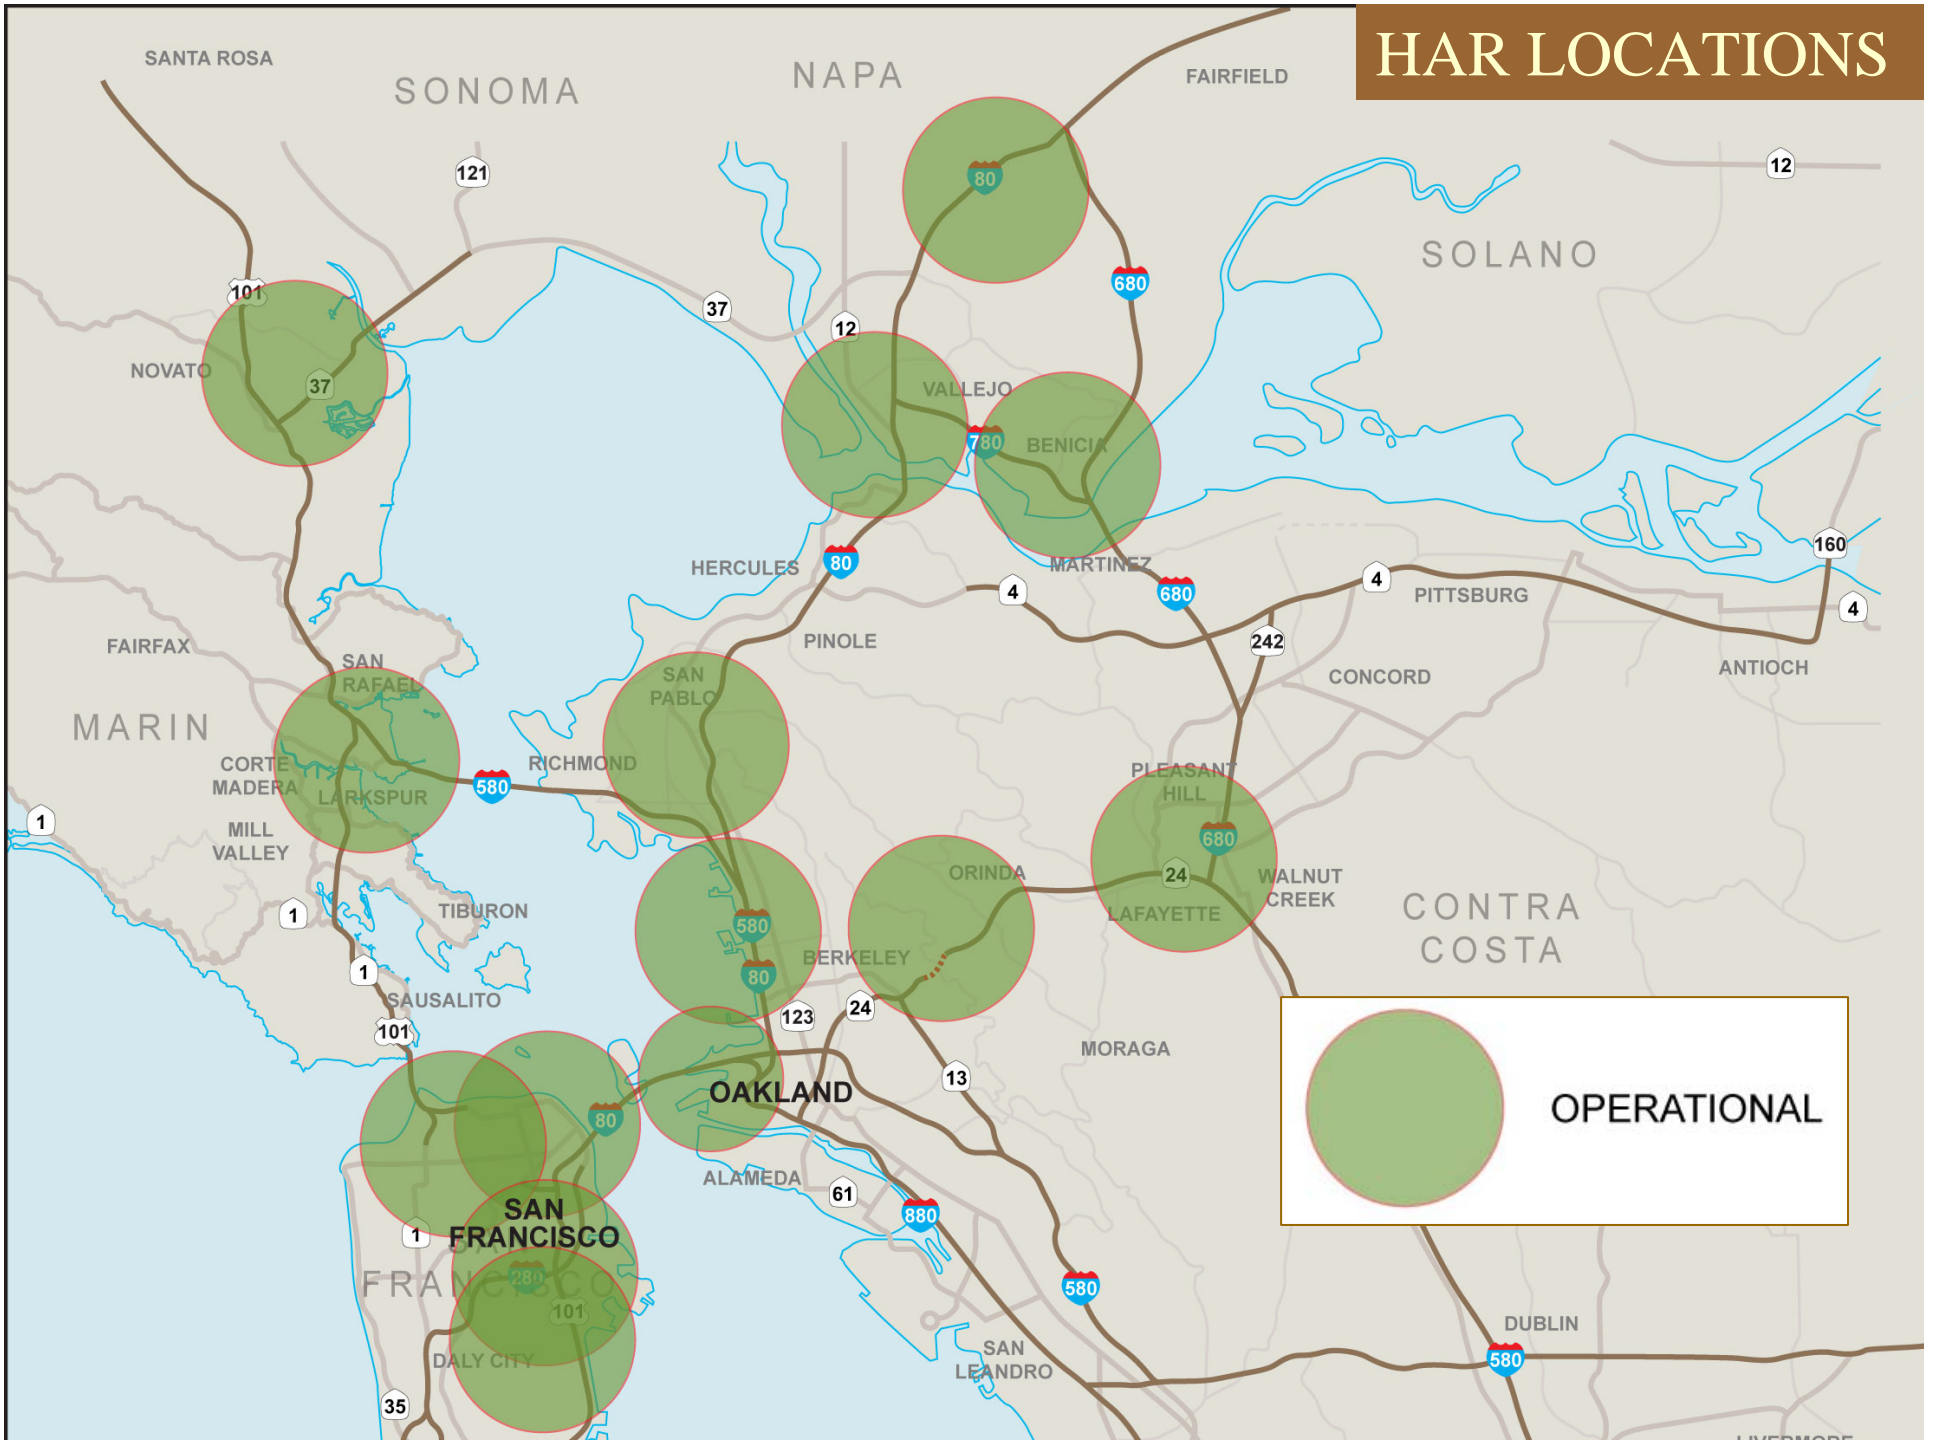 HAR LOCATIONS
SANTA ROSA
SONOMA
NAPA
FAIRFIELD
121
80
12
SOLANO
680
101
37
12
NOVATO
37
VALLEJO
780
BENICIA
HERCULES
80
MARTINEZ
4
680
4
PITTSBURG
160
4
242
PINOLE
FAIRFAX
SAN
RAFAEL
SAN
PABLO
CONCORD
ANTIOCH
MARIN
CORTE
MADERA
LARKSPUR
580
RICHMOND
PLEASANT
HILL
1
MILL
VALLEY
680
24
ORINDA
WALNUT
CREEK
LAFAYETTE
CONTRA
COSTA
1
TIBURON
580
80
BERKELEY
1
SAUSALITO
101
123
24
MORAGA
13
OAKLAND
80
OPERATIONAL
ALAMEDA
61
880
1
SAN
FRANCISCO
FRANCISCO
280
101
580
DALY CITY
SAN
LEANDRO
DUBLIN
580
35
LIVERMORE